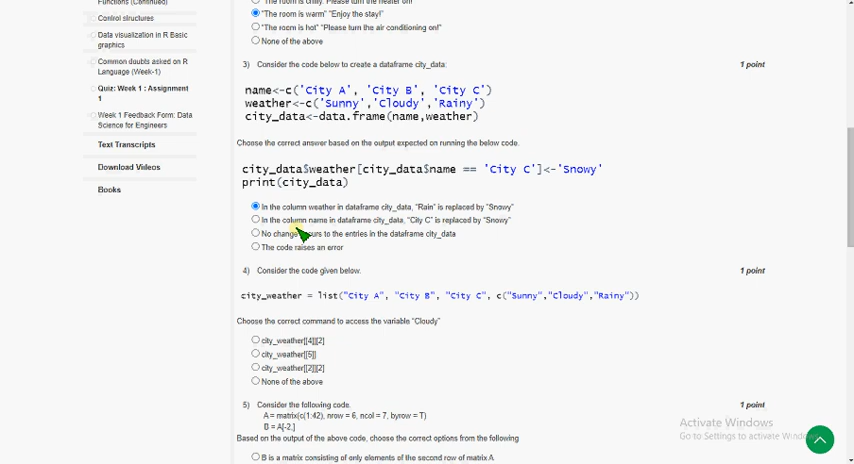 Functions (Continued)
"The room is chilly. Please turn the heater on!"
"The room is warm" "Enjoy the stay!"
Control structures
"The room is hot" "Please turn the air conditioning on!"
Data visualization in R Basic
graphics
None of the above
Common doubts asked on R
Language (Week-1)
3) Consider the code below to create a dataframe city_data:
1 point
Quiz: Week 1 : Assignment
1
name<-c('City A', 'City B', 'City C')
weather<-c('Sunny','Cloudy','Rainy')
city_data<-data.frame(name,weather)
Week 1 Feedback Form: Data
Science for Engineers
Text Transcripts
Choose the correct answer based on the output expected on running the below code.
Download Videos
city_data$weather[city_data$name == 'City C']<-'Snowy'
print(city_data)
Books
In the column weather in dataframe city_data, "Rain" is replaced by "Snowy"
In the column name in dataframe city_data, "City C" is replaced by "Snowy"
No change urs to the entries in the dataframe city_data
The code raises an error
4) Consider the code given below.
1 point
city_weather = list("City A", "City B", "City C", c("Sunny","Cloudy","Rainy"))
Choose the correct command to access the variable "Cloudy"
city_weather[[4]][2]
city_weather[[5]]
city_weather[[2]][2]
None of the above
5) Consider the following code.
1 point
A = matrix(c(1:42), nrow = 6, ncol = 7, byrow = T)
B = A[-2,]
Based on the output of the above code, choose the correct options from the following
B is a matrix consisting of only elements of the second row of matrix A
Activate Windows
Go to Settings to activate Windows